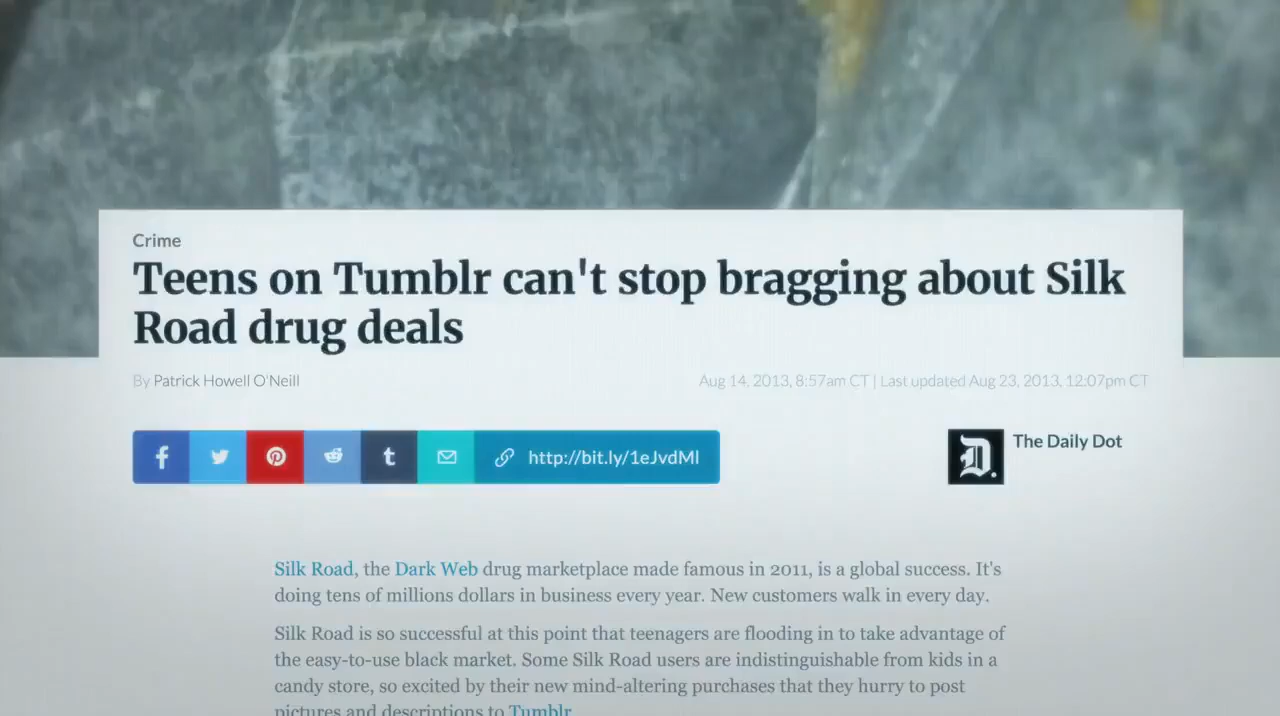 Crime
Teens on Tumblr can't stop bragging about Silk
Road drug deals
By Patrick Howell O'Neill
Aug 14, 2013, 8:57am CT | Last updated Aug 23, 2013, 12:07pm CT
http://bit.ly/1eJvdMl
The Daily Dot
Silk Road, the Dark Web drug marketplace made famous in 2011, is a global success. It's
doing tens of millions dollars in business every year. New customers walk in every day.
Silk Road is so successful at this point that teenagers are flooding in to take advantage of
the easy-to-use black market. Some Silk Road users are indistinguishable from kids in a
candy store, so excited by their new mind-altering purchases that they hurry to post
pictures and descriptions to Tumblr.